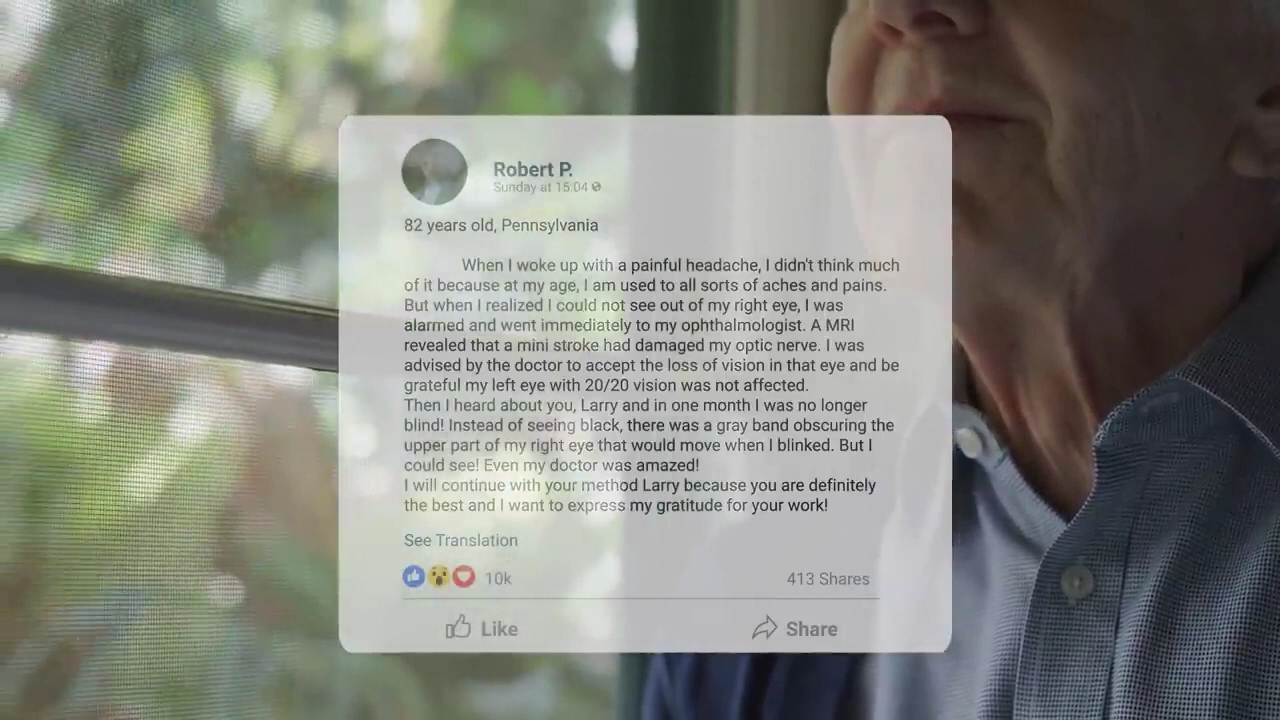 Robert P.
Sunday at 15:04
82 years old, Pennsylvania
When I woke up with a painful headache, I didn't think much
of it because at my age, I am used to all sorts of aches and pains.
But when I realized I could not see out of my right eye, I was
alarmed and went immediately to my ophthalmologist. A MRI
revealed that a mini stroke had damaged my optic nerve. I was
advised by the doctor to accept the loss of vision in that eye and be
grateful my left eye with 20/20 vision was not affected.
Then I heard about you, Larry and in one month I was no longer
blind! Instead of seeing black, there was a gray band obscuring the
upper part of my right eye that would move when I blinked. But I
could see! Even my doctor was amazed!
I will continue with your method Larry because you are definitely
the best and I want to express my gratitude for your work!
See Translation
10k 413 Shares
Like Share